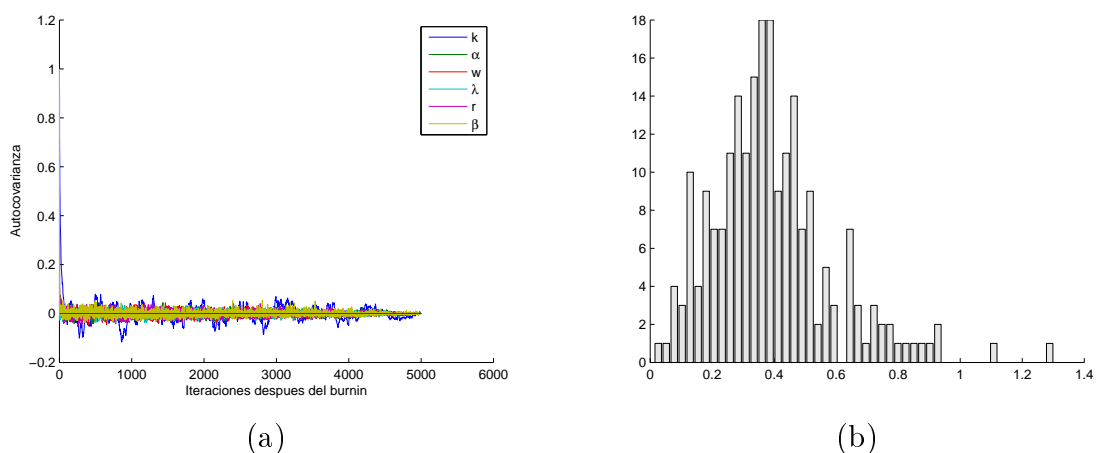 1.2
1
0.8
0.6
0.4
0.2
0
−0.2
Autocovarianza
k
α
w
λ
r
β
0 1000 2000 3000 4000 5000 6000
Iteraciones despues del burnin
(a)
18
16
14
12
10
8
6
4
2
0
0 0.2 0.4 0.6 0.8 1 1.2 1.4
(b)